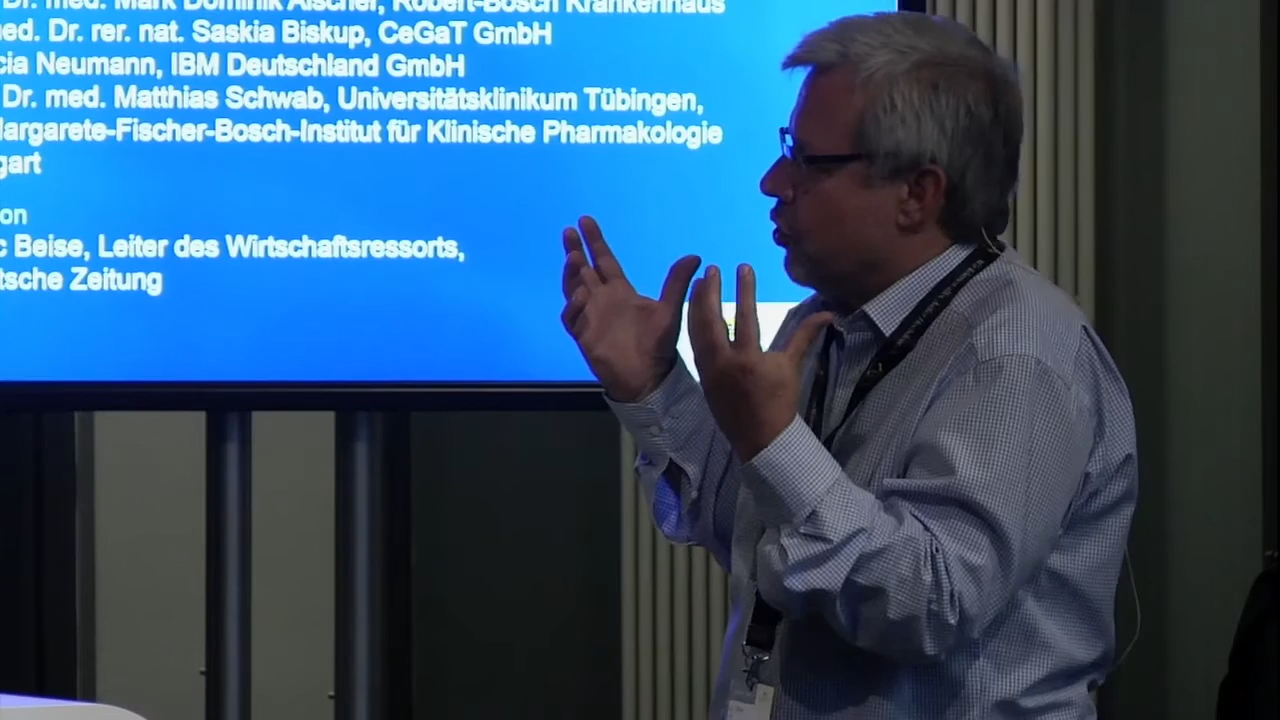 Dr. med. Mark Dominik Alscher, Robert-Bosch Krankenhaus
ed. Dr. rer. nat. Saskia Biskup, CeGaT GmbH
cia Neumann, IBM Deutschland GmbH
Dr. med. Matthias Schwab, Universitätsklinikum Tübingen,
Margarete-Fischer-Bosch-Institut für Klinische Pharmakologie
gart
on
c Beise, Leiter des Wirtschaftsressorts,
tsche Zeitung